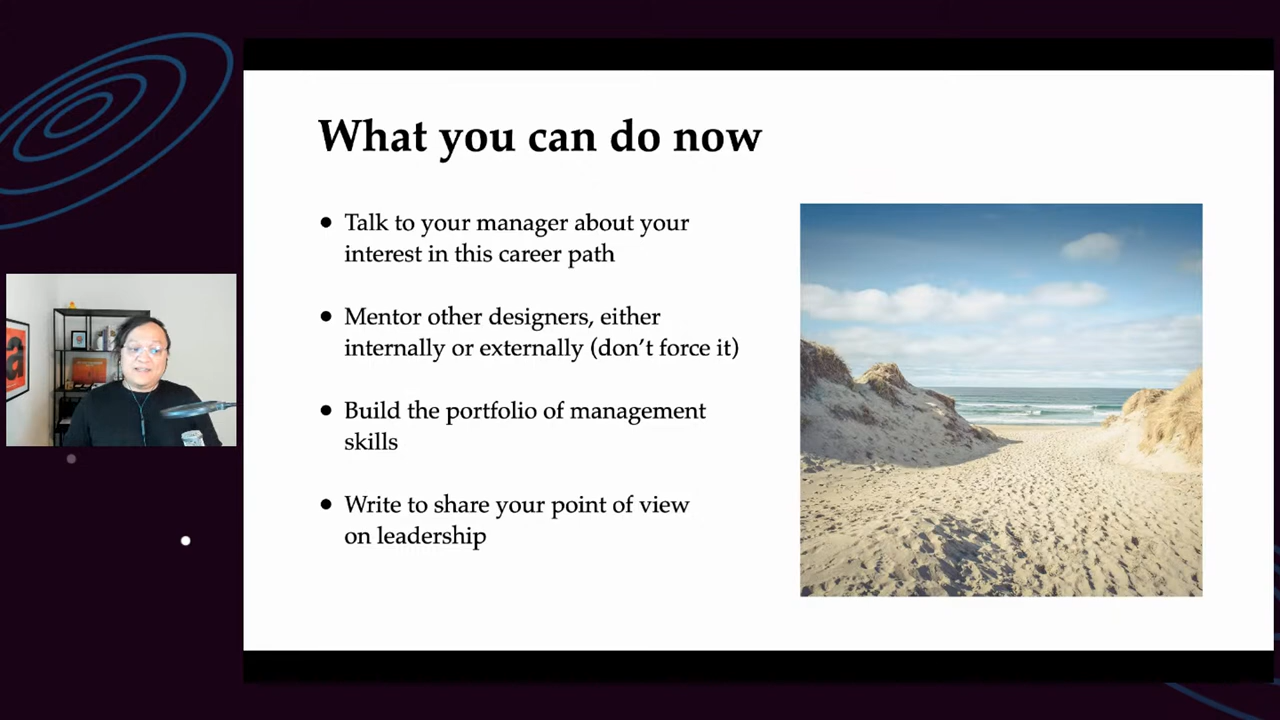 What you can do now
• Talk to your manager about your
interest in this career path
• Mentor other designers, either
internally or externally (don't force it)
• Build the portfolio of management
skills
• Write to share your point of view
on leadership
a